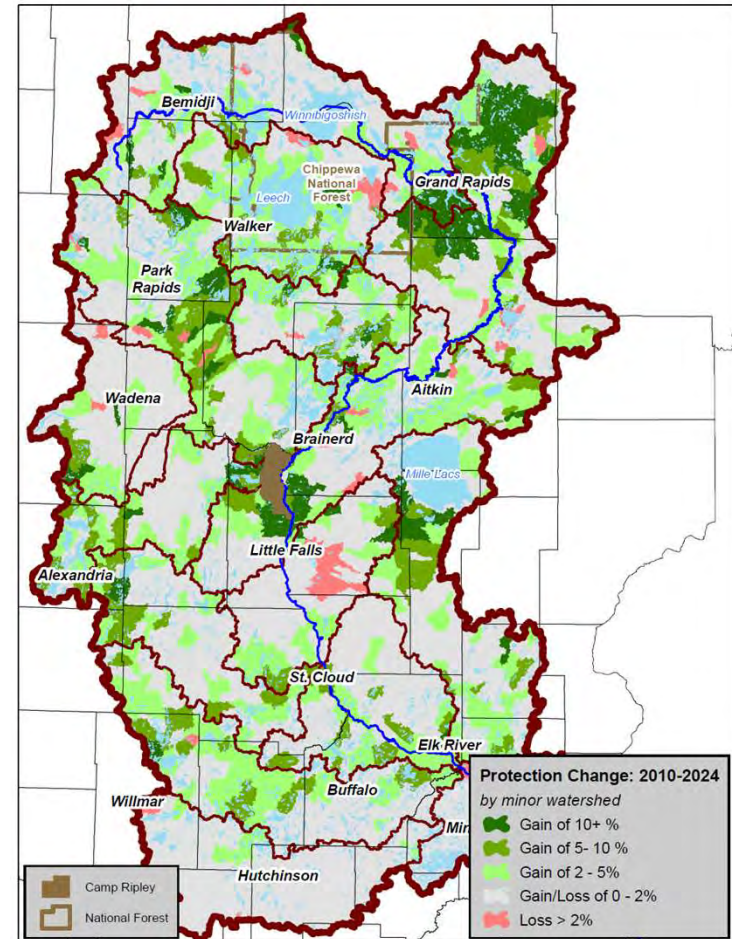 Bemidji
Winnibigoshish
Chippewa
National
Forest
Grand Rapids
Leech
Walker
Park
Rapids
Aitkin
Wadena
Brainerd
Mille Lacs
Little Falls
Alexandria
St. Cloud
Elk River
Buffalo
Willmar
Min
Hutchinson
Protection Change: 2010-2024
by minor watershed
Gain of 10+ %
Gain of 5- 10 %
Gain of 2 - 5%
Gain/Loss of 0 - 2%
Loss > 2%
Camp Ripley
National Forest